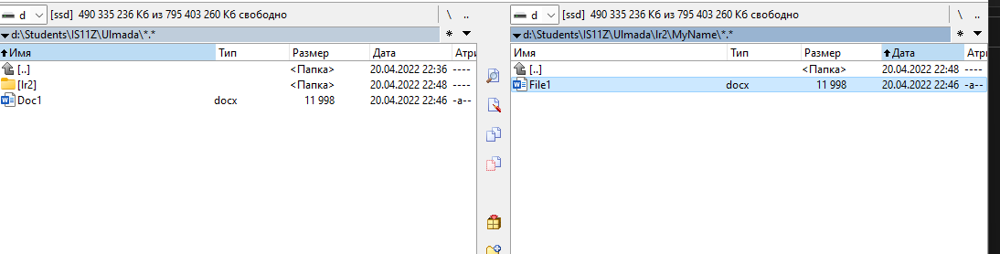 d [ssd] 490 335 236 Кб из 795 403 260 Кб свободно \ ..
d:\Students\IS11Z\Ulmada\*.* *
Имя Тип Размер Дата Атри
[..] <Папка> 20.04.2022 22:36 ----
[lr2] <Папка> 20.04.2022 22:48 ----
Doc1 docx 11 998 20.04.2022 22:46 -a--
d [ssd] 490 335 236 Кб из 795 403 260 Кб свободно \ ..
d:\Students\IS11Z\Ulmada\lr2\MyName\*.* *
Имя Тип Размер Дата Атри
[..] <Папка> 20.04.2022 22:48 ----
File1 docx 11 998 20.04.2022 22:46 -a--